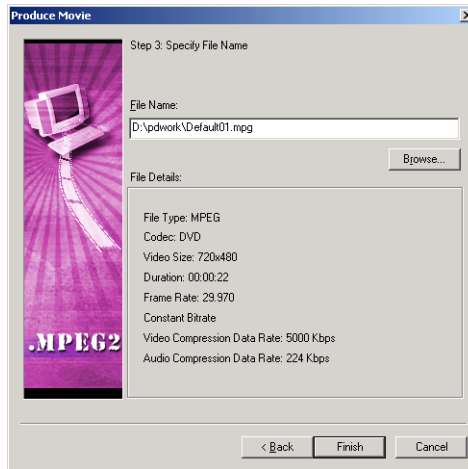 Produce Movie
Step 3: Specify File Name
File Name:
D:\pdwork\Default01.mpg
Browse...
File Details:
File Type: MPEG
Codec: DVD
Video Size: 720x480
Duration: 00:00:22
Frame Rate: 29.970
Constant Bitrate
Video Compression Data Rate: 5000 Kbps
Audio Compression Data Rate: 224 Kbps
.MPEG2
< Back
Finish
Cancel